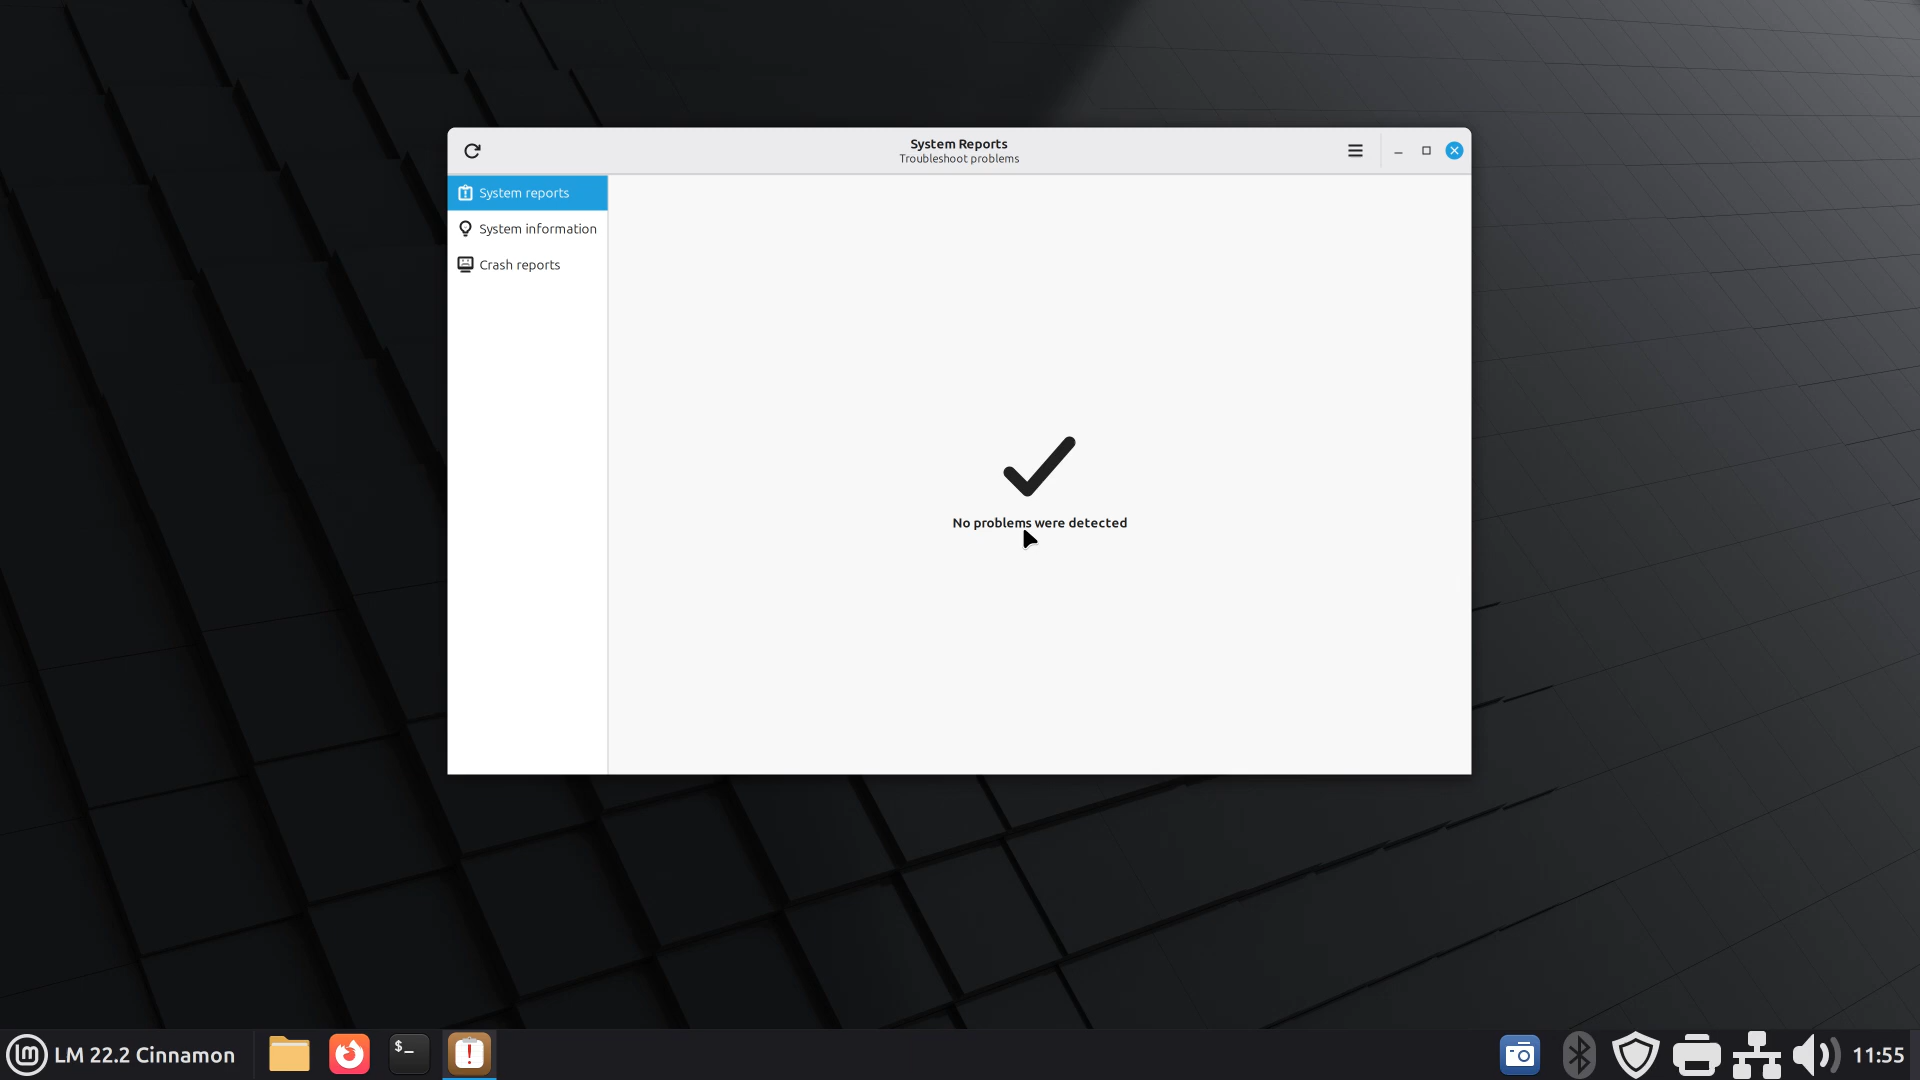 System Reports
Troubleshoot problems
System reports
System information
Crash reports
No problems were detected
LM 22.2 Cinnamon
$_
11:55